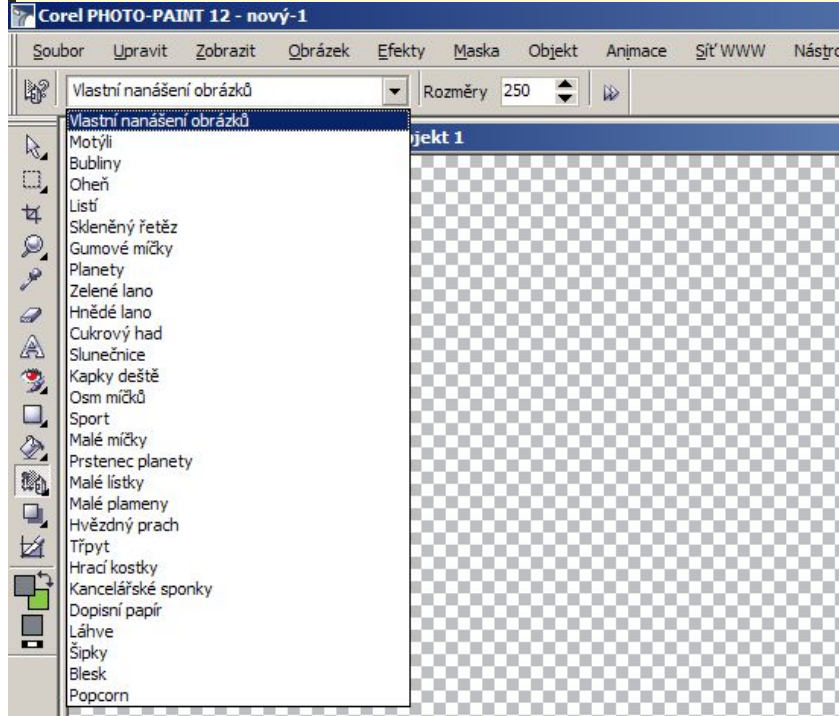 Corel PHOTO-PAINT 12 - nový-1
Soubor Upravit Zobrazit Obrázek Efekty Maska Objekt Animace Síť WWW Nástro
Vlastní nanášení obrázků Rozměry 250
Vlastní nanášení obrázků
Motýli jekt 1
Bubliny
Oheň
Listí
Skleněný řetěz
Gumové míčky
Planety
Zelené lano
Hnědé lano
Cukrový had
Slunečnice
Kapky deště
Osm míčků
Sport
Malé míčky
Prstenec planety
Malé lístky
Malé plameny
Hvězdný prach
Třpyt
Hrací kostky
Kancelářské sponky
Dopisní papír
Láhve
Šipky
Blesk
Popcorn